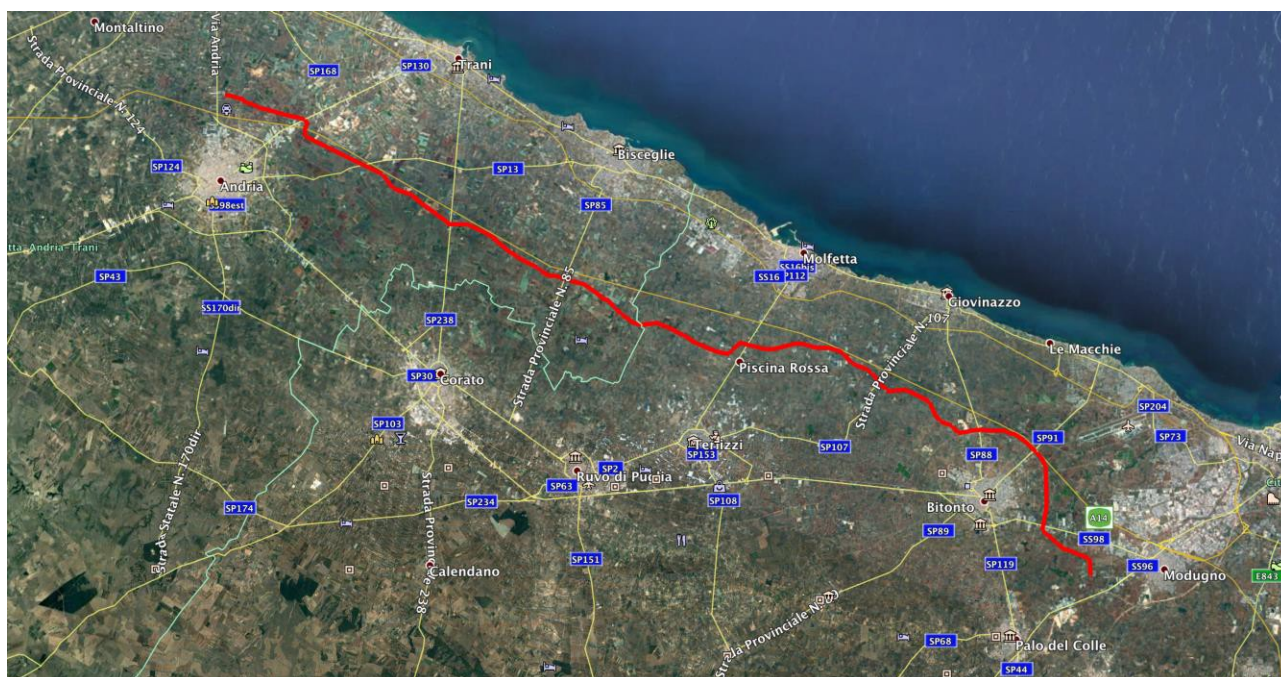 Montaltino
Via Andria
Strada Provinciale N. 124
SP168
SP130
Trani
SP124
Andria
SS98est
SP13
Bisceglie
SP85
tta Andria-Trani
SP43
SS170dir
Molfetta
SS16bis
SS16
SP112
Giovinazzo
Strada Provinciale N. 85
Strada Provinciale N. 107
SP238
Le Macchie
Piscina Rossa
SP30
Corato
SP103
SP204
SP73
SP91
Via Nap
Terlizzi
SP153
SP107
SP88
SP2
Ruvo di Puglia
SP63
SP234
SP108
Bitonto
SP174
Strada Statale N. 170dir
A14
SP89
SS98
SP151
Calendano
SP119
SS96
Modugno
E843
SP68
Palo del Colle
SP44